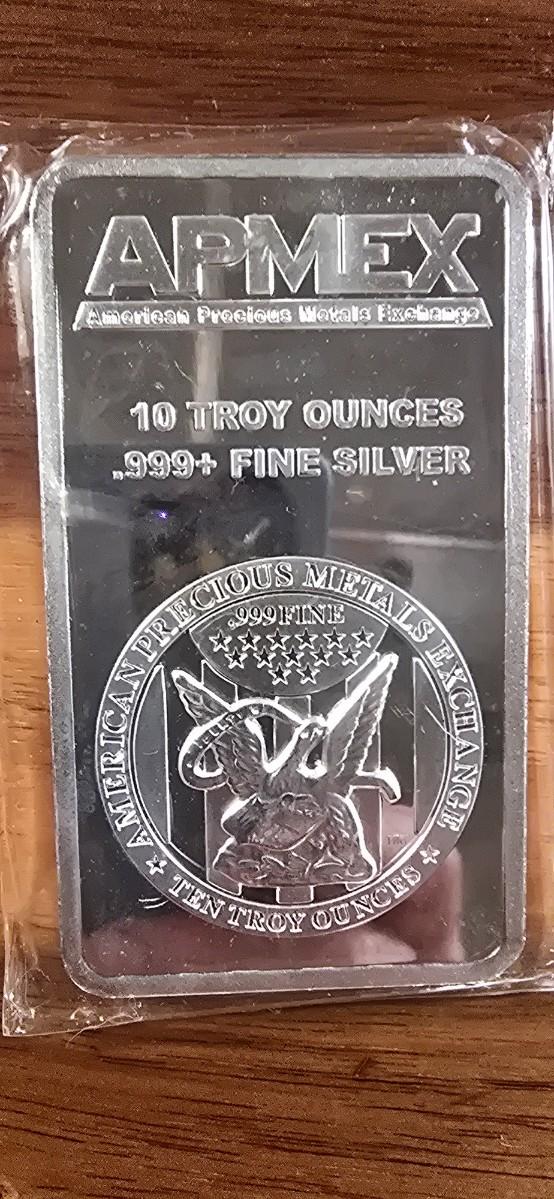 APMEX
American Precious Metals Exchange
10 TROY OUNCES
.999+ FINE SILVER
AMERICAN PRECIOUS METALS EXCHANGE
.999 FINE
TEN TROY OUNCES